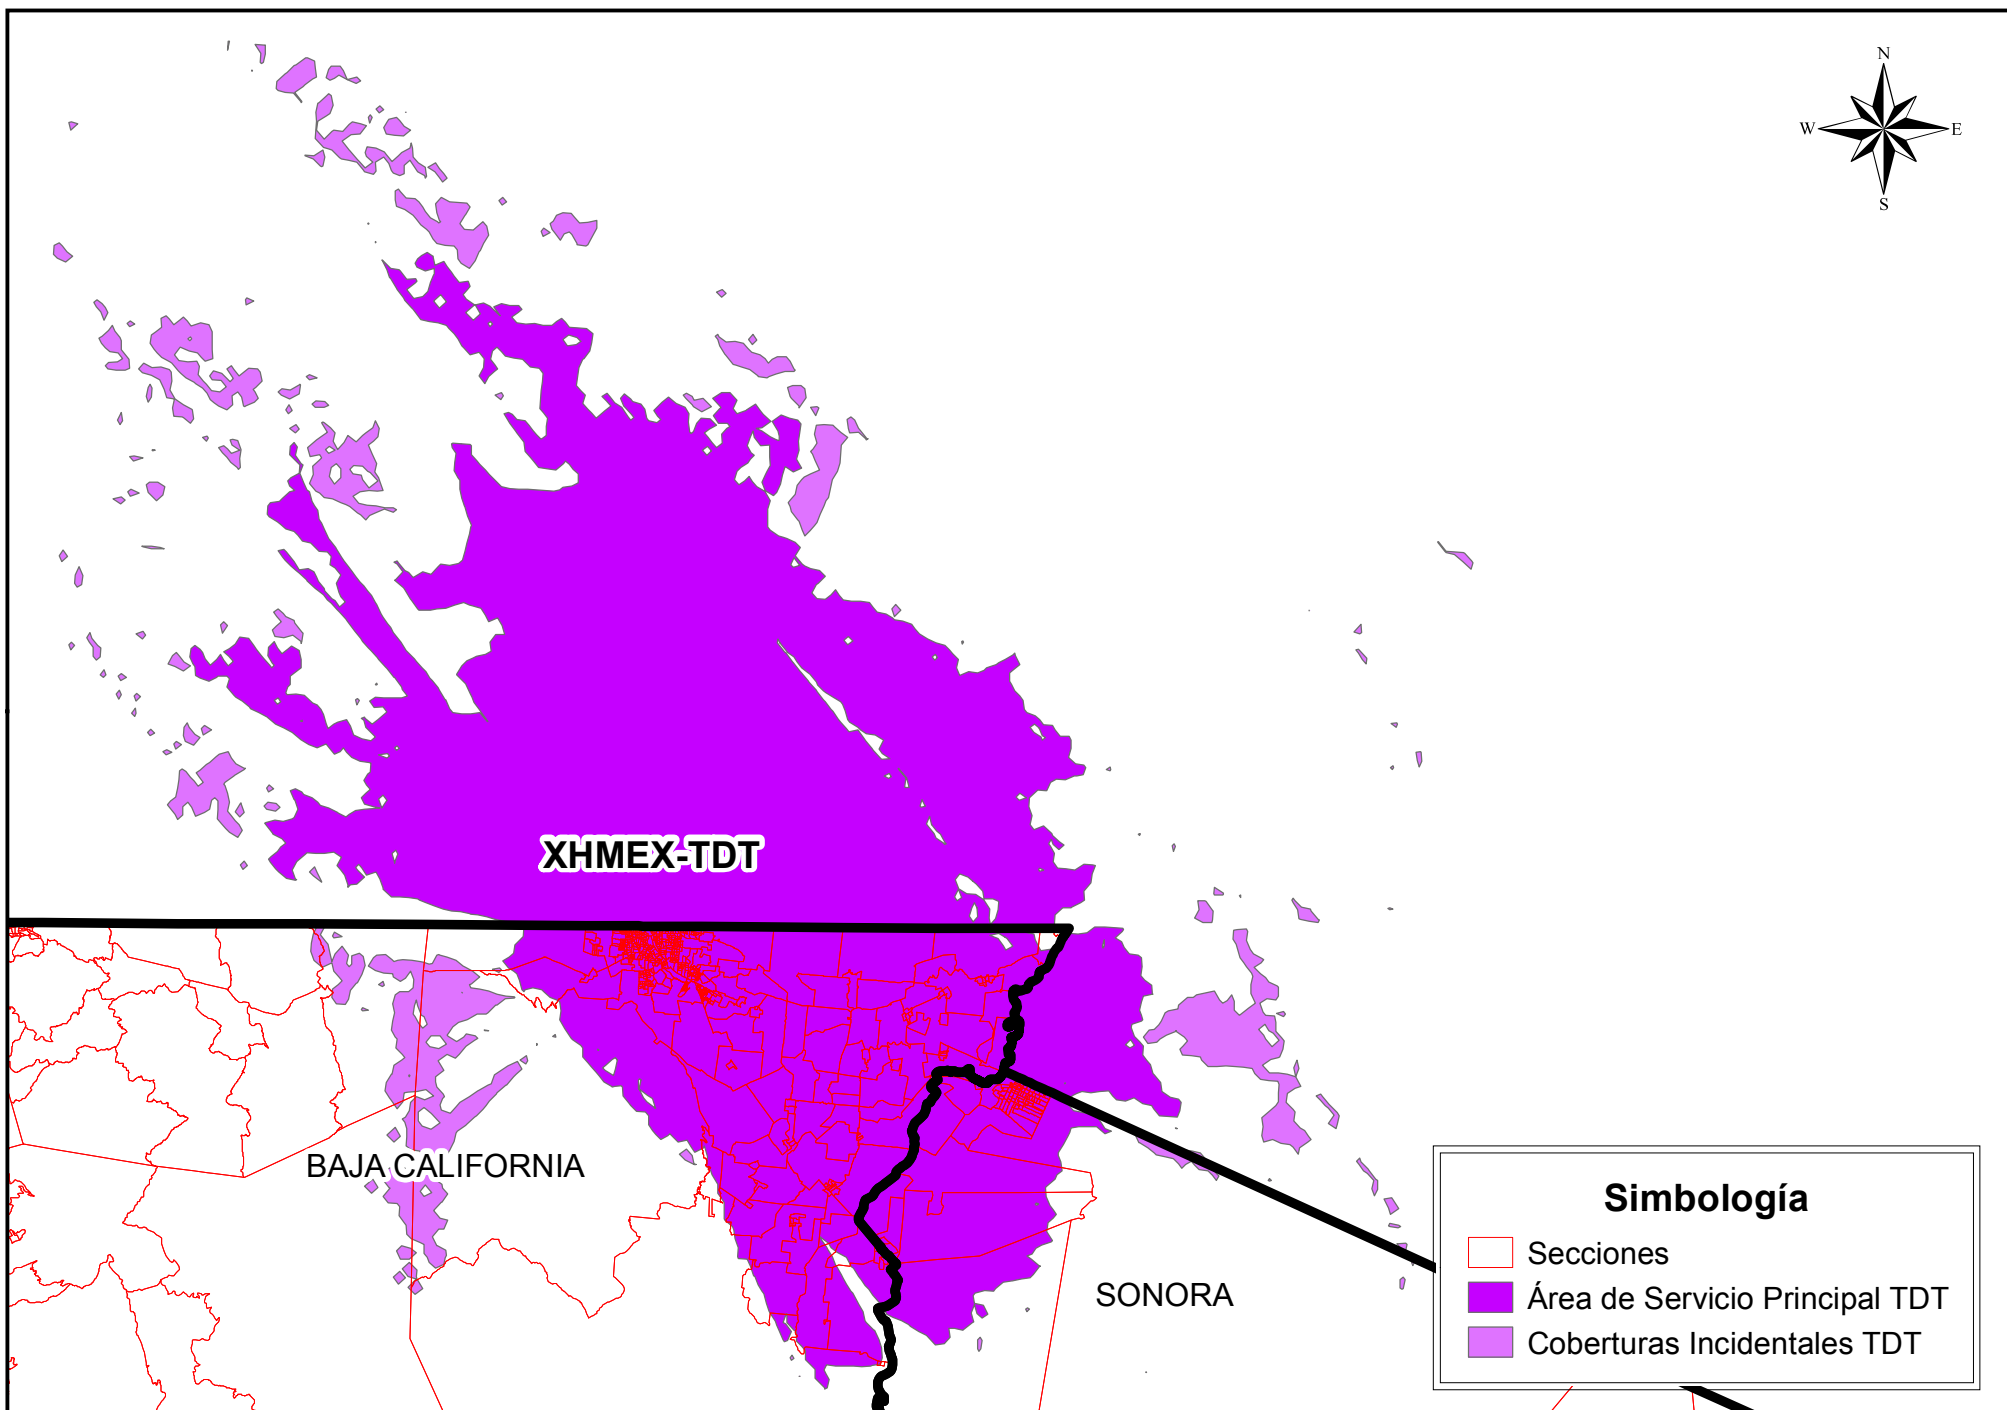 N
W E
S
XHMEX-TDT
BAJA CALIFORNIA
SONORA
Simbología
Secciones
Área de Servicio Principal TDT
Coberturas Incidentales TDT